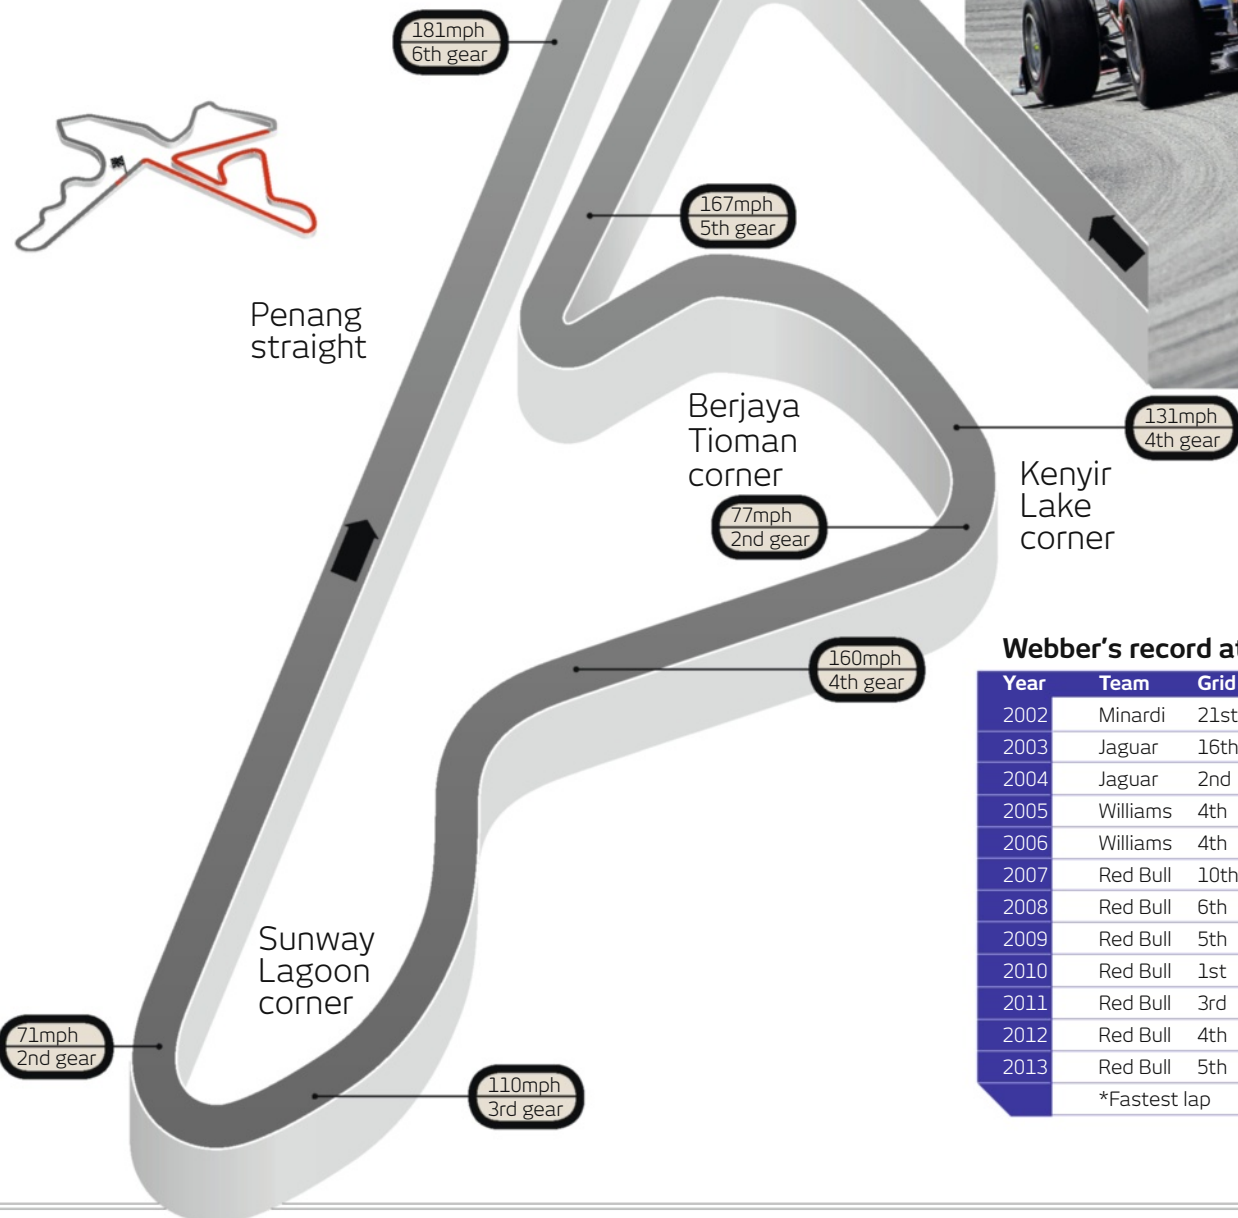 181mph
6th gear
167mph
5th gear
Penang
straight
Berjaya
Tioman
corner
131mph
4th gear
Kenyir
Lake
corner
77mph
2nd gear
160mph
4th gear
Webber's record at
Year Team Grid
2002 Minardi 21st
2003 Jaguar 16th
2004 Jaguar 2nd
2005 Williams 4th
2006 Williams 4th
2007 Red Bull 10th
2008 Red Bull 6th
2009 Red Bull 5th
2010 Red Bull 1st
2011 Red Bull 3rd
2012 Red Bull 4th
2013 Red Bull 5th
*Fastest lap
Sunway
Lagoon
corner
71mph
2nd gear
110mph
3rd gear